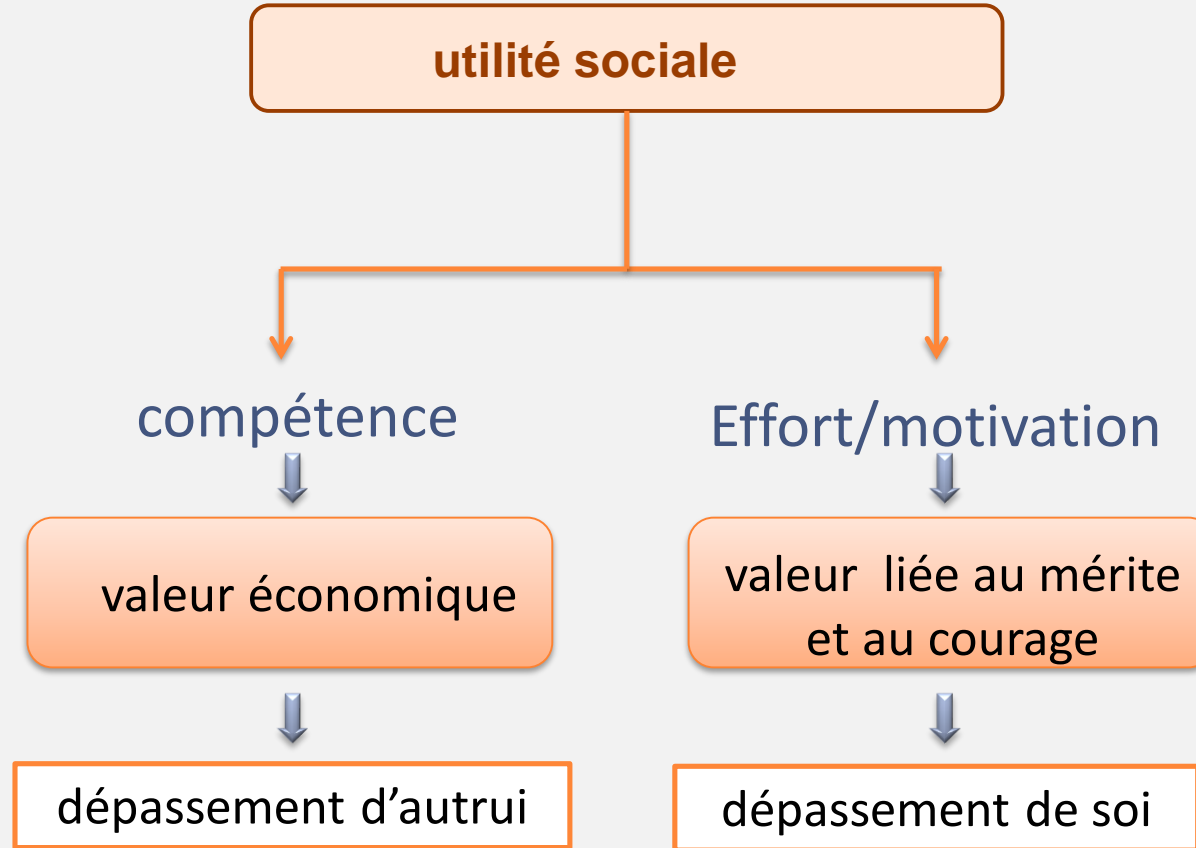 utilité sociale
compétence
Effort/motivation
valeur économique
valeur liée au mérite
et au courage
dépassement d’autrui
dépassement de soi